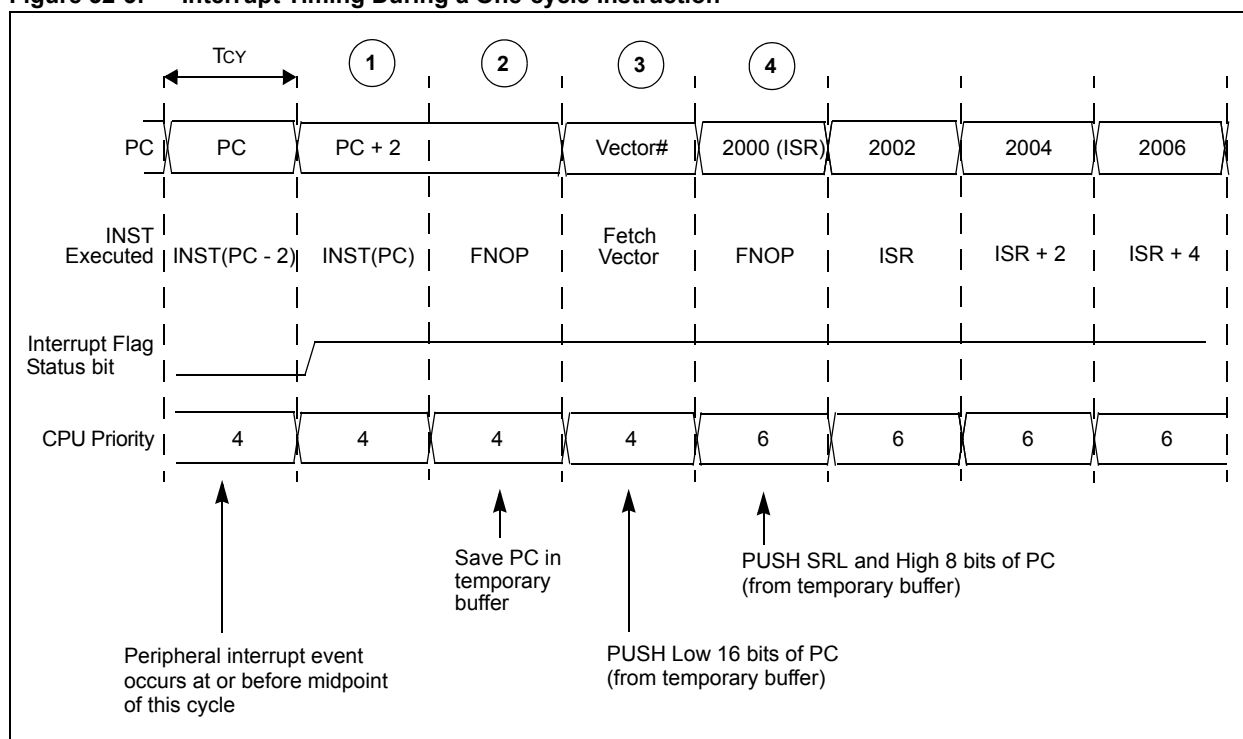 Figure Interrupt Timing During a One-cycle Instruction
TCY 1 2 3 4
PC PC PC + 2 Vector# 2000 (ISR) 2002 2004 2006
INST
Executed INST(PC - 2) INST(PC) FNOP Fetch
Vector FNOP ISR ISR + 2 ISR + 4
Interrupt Flag
Status bit
CPU Priority 4 4 4 4 6 6 6 6
Save PC in
temporary
buffer
PUSH SRL and High 8 bits of PC
(from temporary buffer)
Peripheral interrupt event
occurs at or before midpoint
of this cycle
PUSH Low 16 bits of PC
(from temporary buffer)